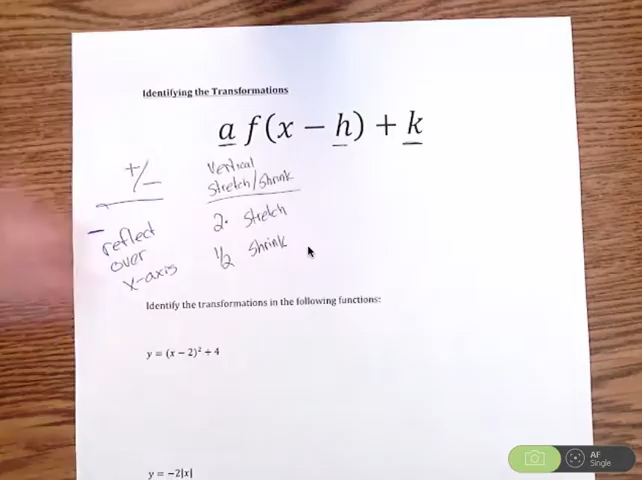 Identifying the Transformations
a f(x − h) + k
+/-
Vertical
Stretch/Shrink
2· Stretch
1/2 Shrink
−
reflect
over
x-axis
Identify the transformations in the following functions:
y = (x − 2)² + 4
y = −2|x|
AF
Single